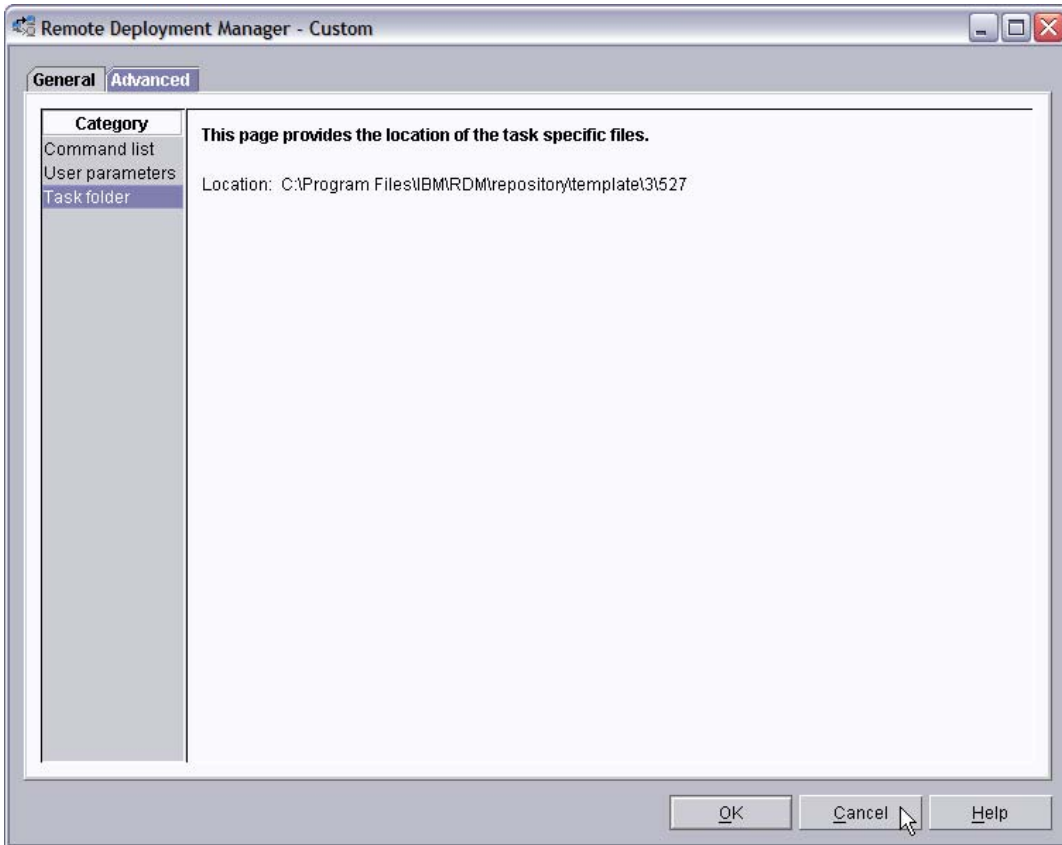 Remote Deployment Manager - Custom
General Advanced
Category
Command list
User parameters
Task folder
This page provides the location of the task specific files.
Location: C:\Program Files\IBM\RDM\repository\template\3\527
OK Cancel Help